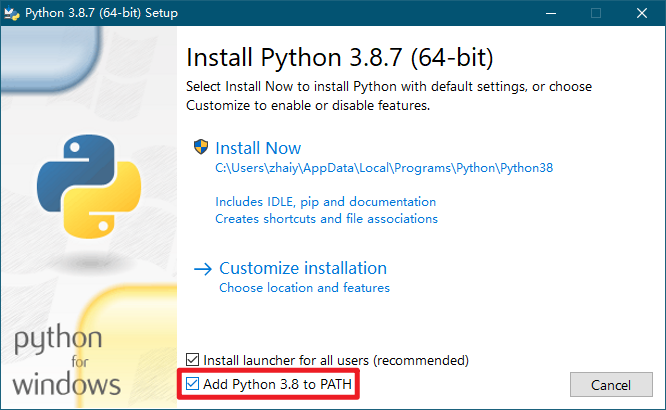 Python 3.8.7 (64-bit) Setup
Install Python 3.8.7 (64-bit)
Select Install Now to install Python with default settings, or choose
Customize to enable or disable features.
Install Now
C:\Users\zhaiy\AppData\Local\Programs\Python\Python38
Includes IDLE, pip and documentation
Creates shortcuts and file associations
Customize installation
Choose location and features
python
for
windows
Install launcher for all users (recommended)
Add Python 3.8 to PATH
Cancel